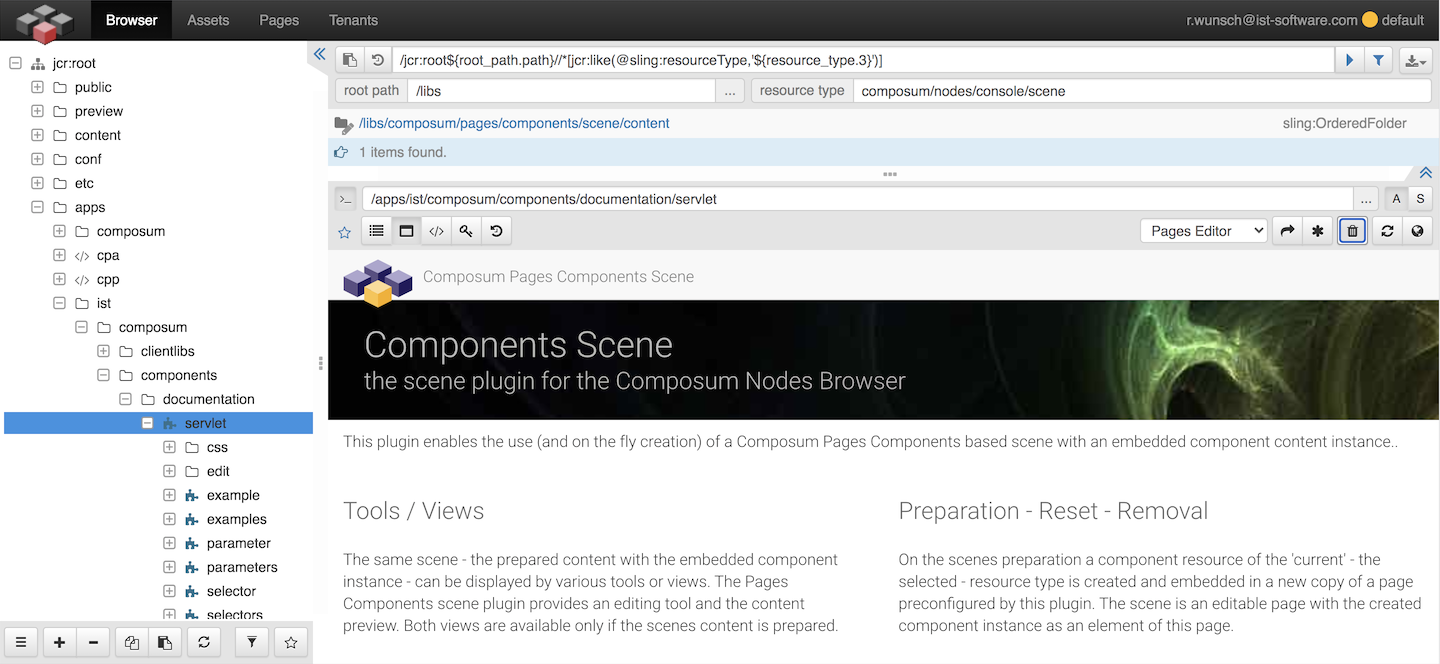 Browser Assets Pages Tenants r.wunsch@ist-software.com default
jcr:root
public
preview
content
conf
etc
apps
composum
cpa
cpp
ist
composum
clientlibs
components
documentation
servlet
css
edit
example
examples
parameter
parameters
selector
selectors
/jcr:root${root_path.path}//*[jcr:like(@sling:resourceType,'${resource_type.3}')]
root path /libs ... resource type composum/nodes/console/scene
/libs/composum/pages/components/scene/content sling:OrderedFolder
1 items found.
/apps/ist/composum/components/documentation/servlet ... A S
Pages Editor
Composum Pages Components Scene
Components Scene
the scene plugin for the Composum Nodes Browser
This plugin enables the use (and on the fly creation) of a Composum Pages Components based scene with an embedded component content instance..
Tools / Views
The same scene - the prepared content with the embedded component
instance - can be displayed by various tools or views. The Pages
Components scene plugin provides an editing tool and the content
preview. Both views are available only if the scenes content is prepared.
Preparation - Reset - Removal
On the scenes preparation a component resource of the 'current' - the
selected - resource type is created and embedded in a new copy of a page
preconfigured by this plugin. The scene is an editable page with the created
component instance as an element of this page.